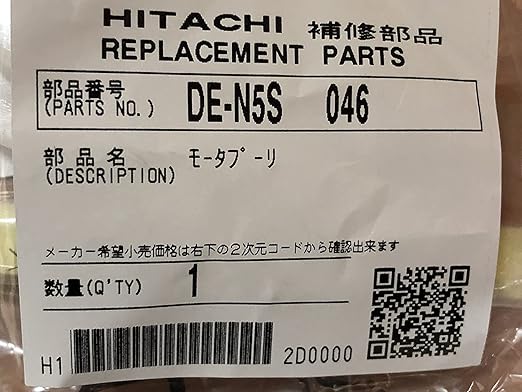 HITACHI 補修部品
REPLACEMENT PARTS
部品番号
(PARTS NO.) DE-N5S 046
部品名 モータプーリ
(DESCRIPTION)
メーカー希望小売価格は右下の2次元コードから確認出来ます
数量(Q'TY) 1
H1 2D0000